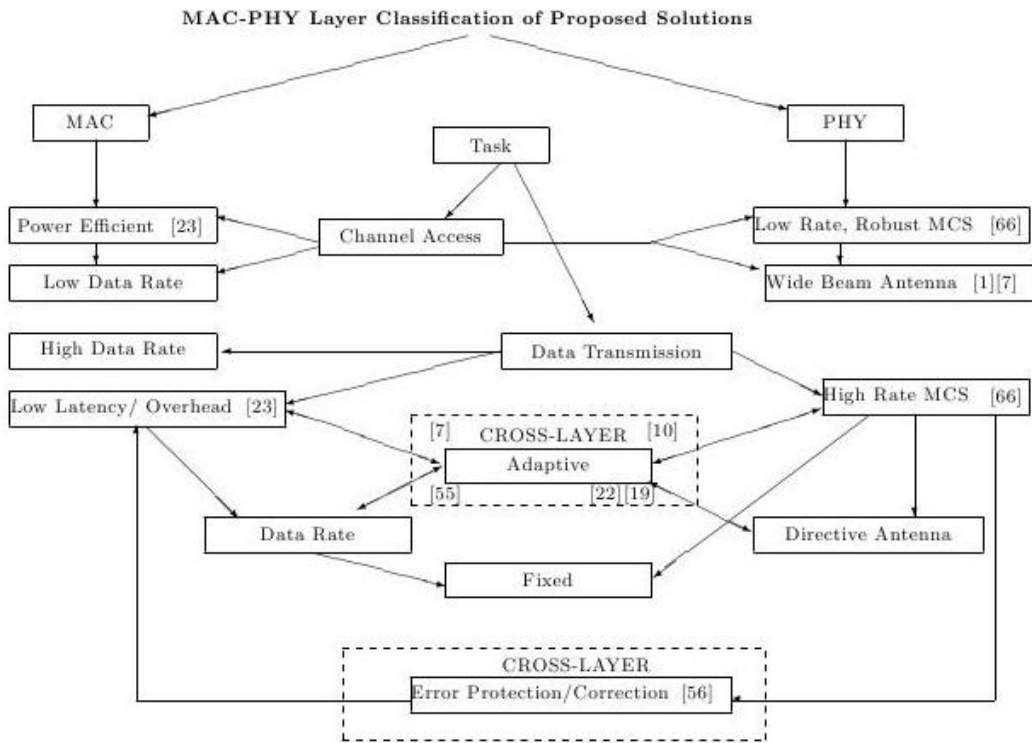 MAC-PHY Layer Classification of Proposed Solutions
MAC
PHY
Task
Power Efficient [23]
Channel Access
Low Rate, Robust MCS [66]
Low Data Rate
Wide Beam Antenna [1][7]
High Data Rate
Data Transmission
Low Latency/ Overhead [23]
High Rate MCS [66]
[7] [10]
CROSS-LAYER
Adaptive
[55] [22][19]
Data Rate
Directive Antenna
Fixed
CROSS-LAYER
Error Protection/Correction [56]